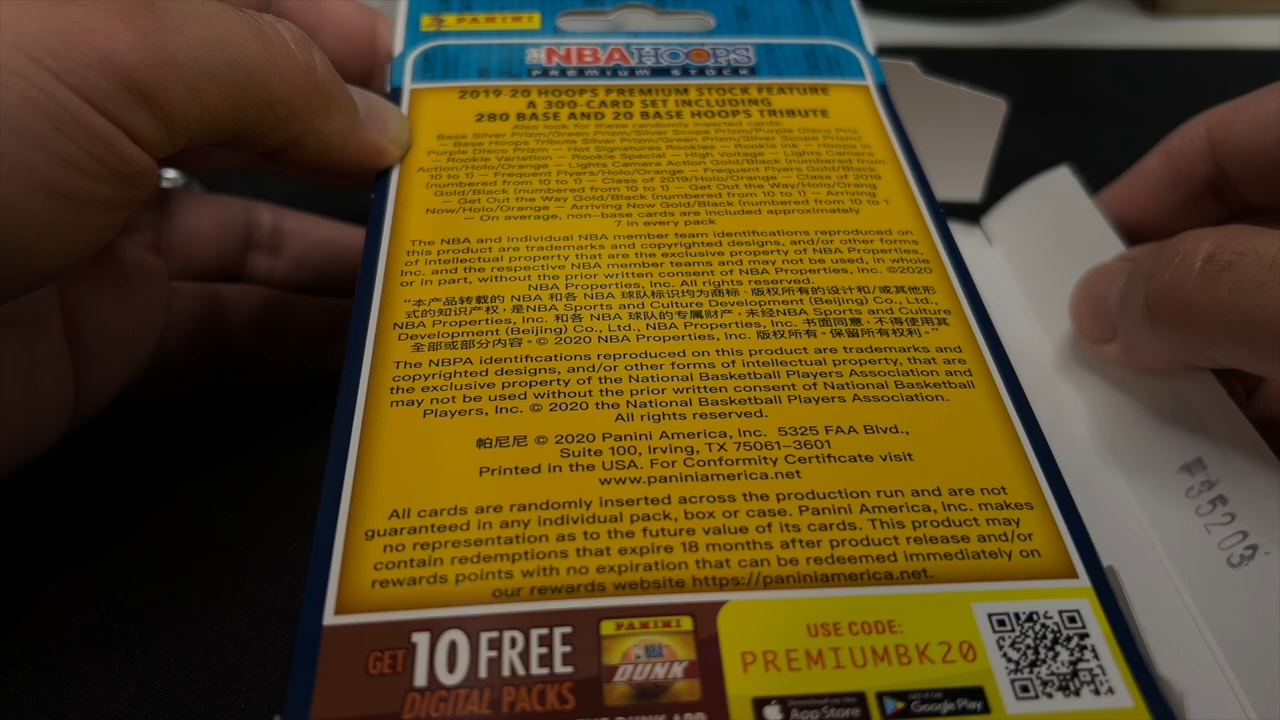 PANINI
NBA HOOPS
PREMIUM STOCK
2019-20 HOOPS PREMIUM STOCK FEATURE
A 300-CARD SET INCLUDING
280 BASE AND 20 BASE HOOPS TRIBUTE
Also look for these randomly inserted cards:
Base Silver Prizm/Green Prizm/Silver Scope Prizm/Purple Disco Priz
— Base Hoops Tribute Silver Prizm/Green Prizm/Silver Scope Prizm/
Purple Disco Prizm — Hot Signatures Rookies — Rookie Ink — Hoops In
— Rookie Variation — Rookie Special — High Voltage — Lights Camera
Action/Holo/Orange — Lights Camera Action Gold/Black (numbered from
10 to 1) — Frequent Flyers/Holo/Orange — Frequent Flyers Gold/Black
(numbered from 10 to 1) — Class of 2019/Holo/Orange — Class of 2019
Gold/Black (numbered from 10 to 1) — Get Out the Way/Holo/Orang
— Get Out the Way Gold/Black (numbered from 10 to 1) — Arriving
Now/Holo/Orange — Arriving Now Gold/Black (numbered from 10 to 1
— On average, non-base cards are included approximately
7 in every pack
The NBA and individual NBA member team identifications reproduced on
this product are trademarks and copyrighted designs, and/or other forms
of intellectual property that are the exclusive property of NBA Properties,
Inc. and the respective NBA member teams and may not be used, in whole
or in part, without the prior written consent of NBA Properties, Inc. ©2020
NBA Properties, Inc. All rights reserved.
“本产品转载的 NBA 和各 NBA 球队标识均为商标、版权所有的设计和/或其他形
式的知识产权，是NBA Sports and Culture Development (Beijing) Co., Ltd.,
NBA Properties, Inc. 和各 NBA 球队的专属财产，未经NBA Sports and Culture
Development (Beijing) Co., Ltd., NBA Properties, Inc. 书面同意，不得使用其
全部或部分内容。© 2020 NBA Properties, Inc. 版权所有。保留所有权利。”
The NBPA identifications reproduced on this product are trademarks and
copyrighted designs, and/or other forms of intellectual property, that are
the exclusive property of the National Basketball Players Association and
may not be used without the prior written consent of National Basketball
Players, Inc. © 2020 the National Basketball Players Association.
All rights reserved.
帕尼尼 © 2020 Panini America, Inc. 5325 FAA Blvd.,
Suite 100, Irving, TX 75061-3601
Printed in the USA. For Conformity Certificate visit
www.paniniamerica.net
All cards are randomly inserted across the production run and are not
guaranteed in any individual pack, box or case. Panini America, Inc. makes
no representation as to the future value of its cards. This product may
contain redemptions that expire 18 months after product release and/or
rewards points with no expiration that can be redeemed immediately on
our rewards website https://paniniamerica.net.
GET 10 FREE
DIGITAL PACKS
PANINI
NBA
DUNK
USE CODE:
PREMIUMBK20
Download on the
App Store
GET IT ON
Google Play
F35203